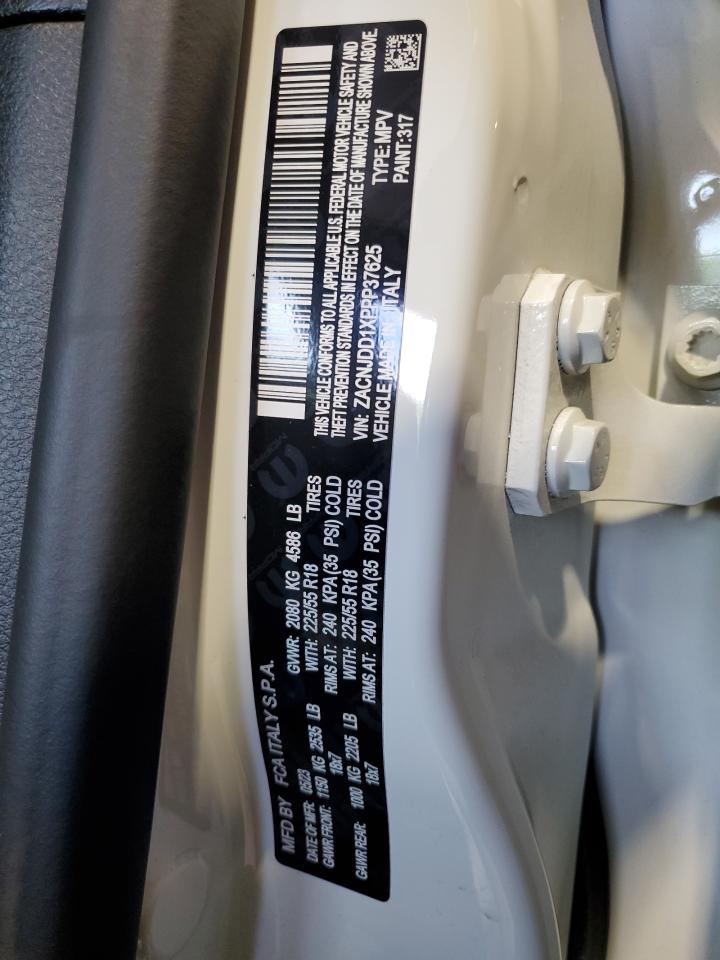 MFD BY FCA ITALY S.P.A.
DATE OF MFR: GVWR: 2080 KG 4586 LB
GAWR FRONT: 1150 KG 2535 LB WITH: 225/55 R18 TIRES
18x7 RIMS AT: 240 KPA(35 PSI) COLD
GAWR REAR: 1000 KG 2205 LB WITH: 225/55 R18 TIRES
18x7 RIMS AT: 240 KPA(35 PSI) COLD
THIS VEHICLE CONFORMS TO ALL APPLICABLE U.S. FEDERAL MOTOR VEHICLE SAFETY AND
THEFT PREVENTION STANDARDS IN EFFECT ON THE DATE OF MANUFACTURE SHOWN ABOVE.
VIN: ZACNJDD1XPPP37625 TYPE: MPV
VEHICLE MADE IN ITALY PAINT:317